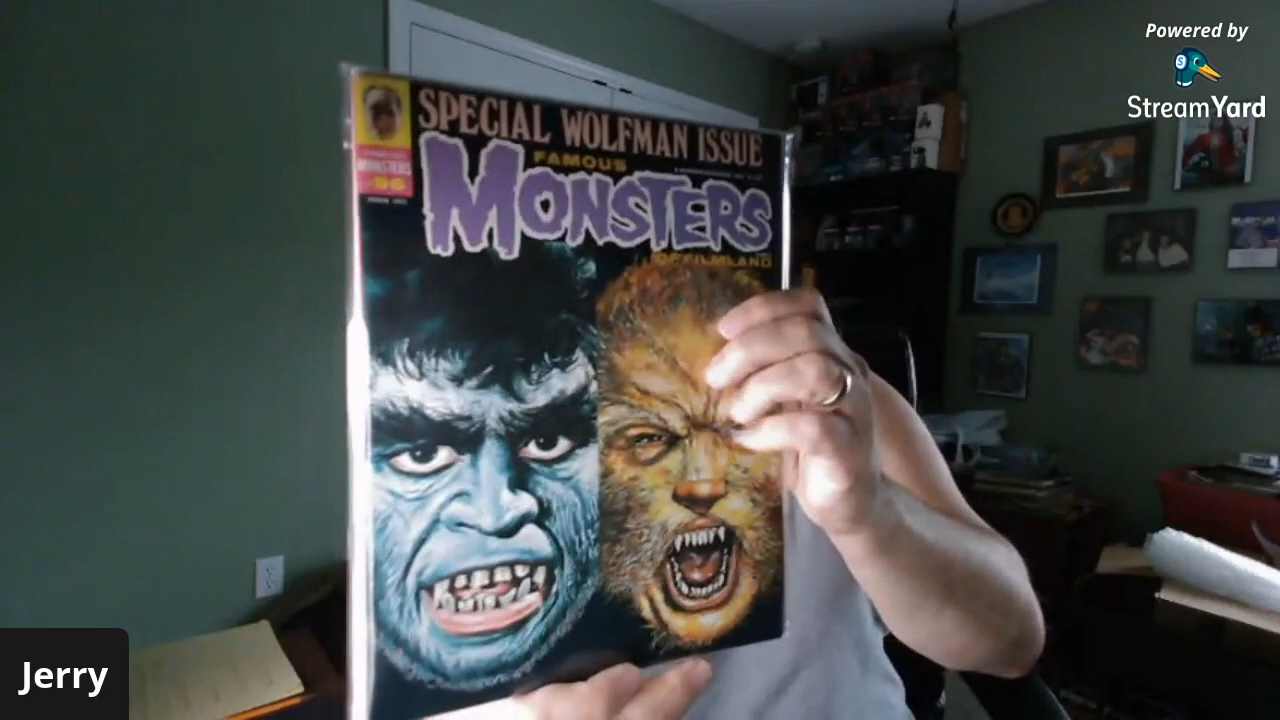 Powered by
StreamYard
SPECIAL WOLFMAN ISSUE
FAMOUS
MONSTERS
OF FILMLAND
MONSTERS
96
Jerry